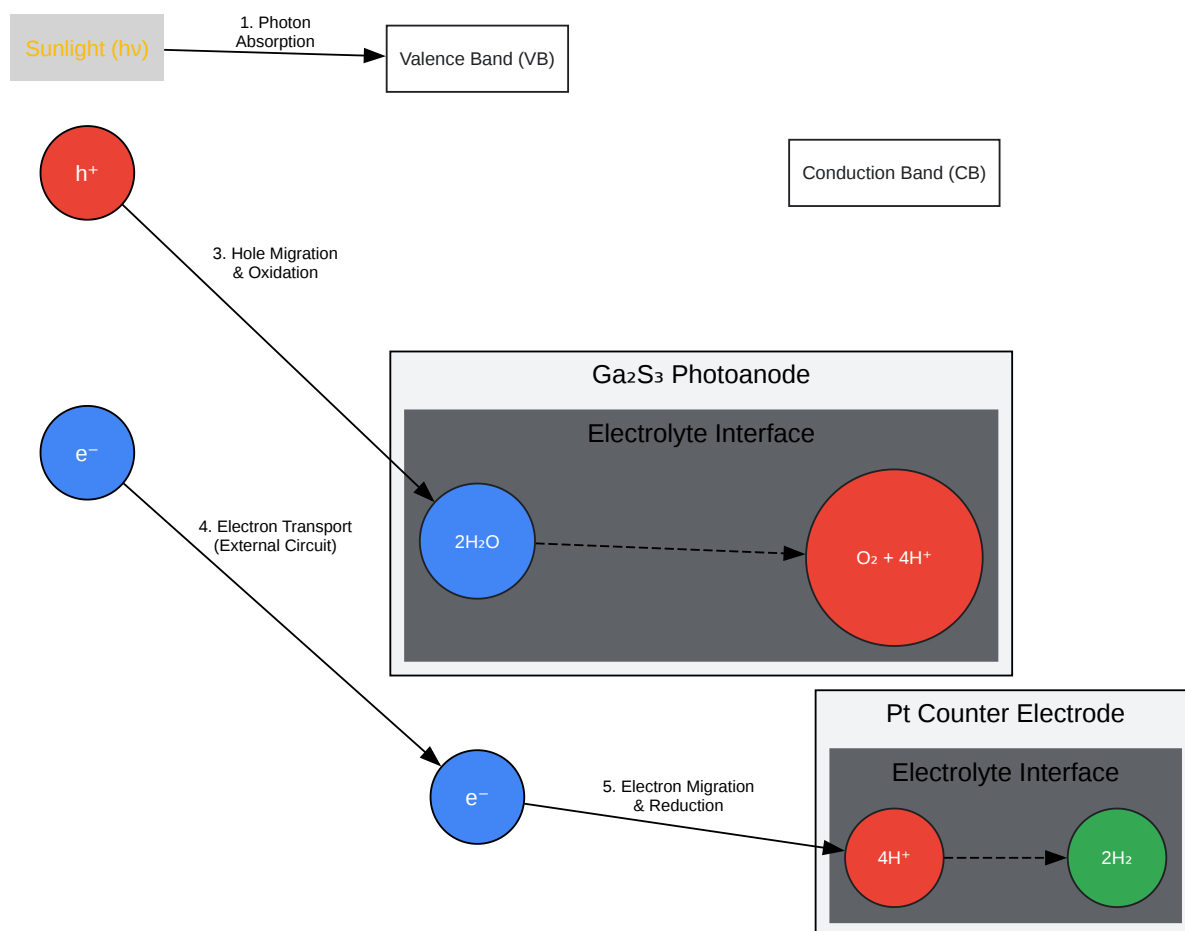 1. Photon
Absorption
Sunlight (hν)
Valence Band (VB)
h⁺
Conduction Band (CB)
3. Hole Migration
& Oxidation
Ga₂S₃ Photoanode
Electrolyte Interface
e⁻
4. Electron Transport
(External Circuit)
2H₂O
O₂ + 4H⁺
Pt Counter Electrode
Electrolyte Interface
e⁻
5. Electron Migration
& Reduction
4H⁺
2H₂